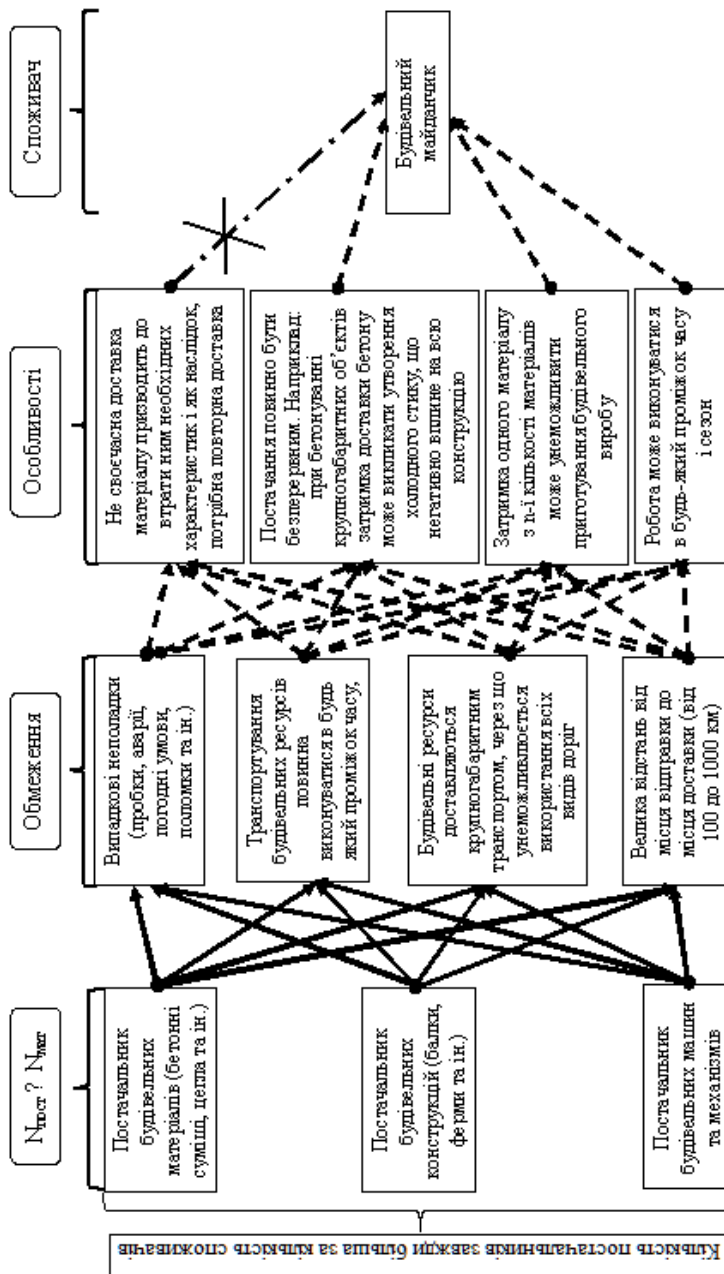 N_пост ? N_мат
Обмеження
Особливості
Споживач
Кількість постачальників завжди більша за кількість споживачів
Постачальник
будівельних
матеріалів (бетонні
суміші, цегла та ін.)
Постачальник
будівельних
конструкцій (балки,
ферми та ін.)
Постачальник
будівельних машин
та механізмів
Випадкові неполадки
(пробки, аварії,
погодні умови,
поломки та ін.)
Транспортування
будівельних ресурсів
повинна
виконуватися в будь
який проміжок часу,
Будівельні ресурси
доставляються
крупногабаритним
транспортом, через що
унеможливлюється
використання всіх
видів доріг
Велика відстань від
місця відправки до
місця доставки (від
100 до 1000 км)
Не своєчасна доставка
матеріалу призводить до
втрати ним необхідних
характеристик і як наслідок,
потрібна повторна доставка
Постачання повинно бути
безперервним. Наприклад:
при бетонуванні
крупногабаритних об’єктів
затримка доставки бетону
може викликати утворення
холодного стику, що
негативно вплине на всю
конструкцію
Затримка одного матеріалу
з n-ї кількості матеріалів
може унеможливити
приготування будівельного
виробу
Робота може виконуватися
в будь-який проміжок часу
і сезон
Будівельний
майданчик